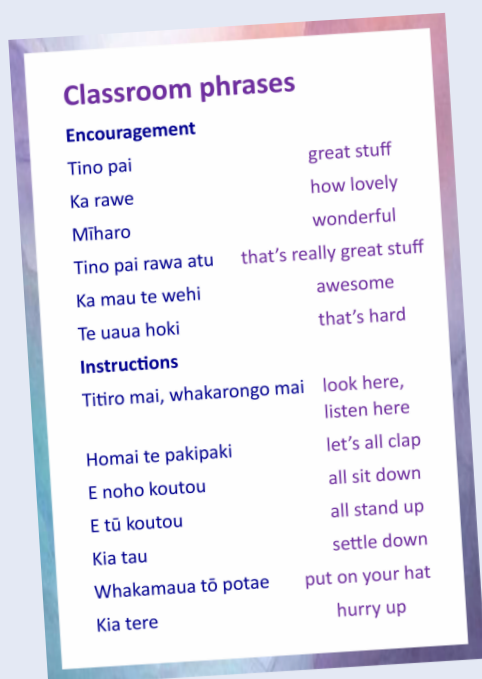 Classroom phrases
Encouragement
Tino pai great stuff
Ka rawe how lovely
Mīharo wonderful
Tino pai rawa atu that's really great stuff
Ka mau te wehi awesome
Te uaua hoki that's hard
Instructions
Titiro mai, whakarongo mai look here,
listen here
Homai te pakipaki let's all clap
E noho koutou all sit down
E tū koutou all stand up
Kia tau settle down
Whakamaua tō potae put on your hat
Kia tere hurry up